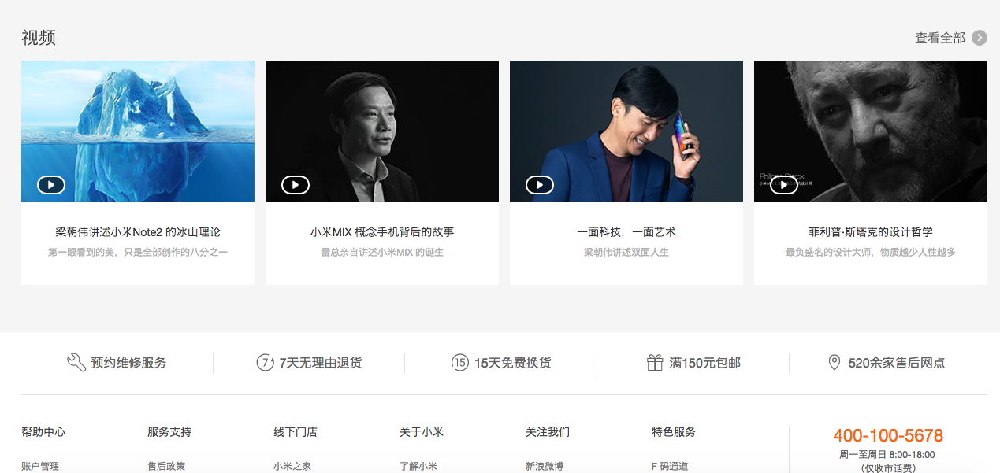 视频
查看全部
Philippe Starck
梁朝伟讲述小米Note2 的冰山理论
第一眼看到的美，只是全部创作的八分之一
小米MIX 概念手机背后的故事
雷总亲自讲述小米MIX 的诞生
一面科技，一面艺术
梁朝伟讲述双面人生
菲利普·斯塔克的设计哲学
最负盛名的设计大师，物质越少人性越多
预约维修服务
7
7天无理由退货
15
15天免费换货
满150元包邮
520余家售后网点
帮助中心
服务支持
线下门店
关于小米
关注我们
特色服务
400-100-5678
周一至周日 8:00-18:00
（仅收市话费）
账户管理
售后政策
小米之家
了解小米
新浪微博
F 码通道